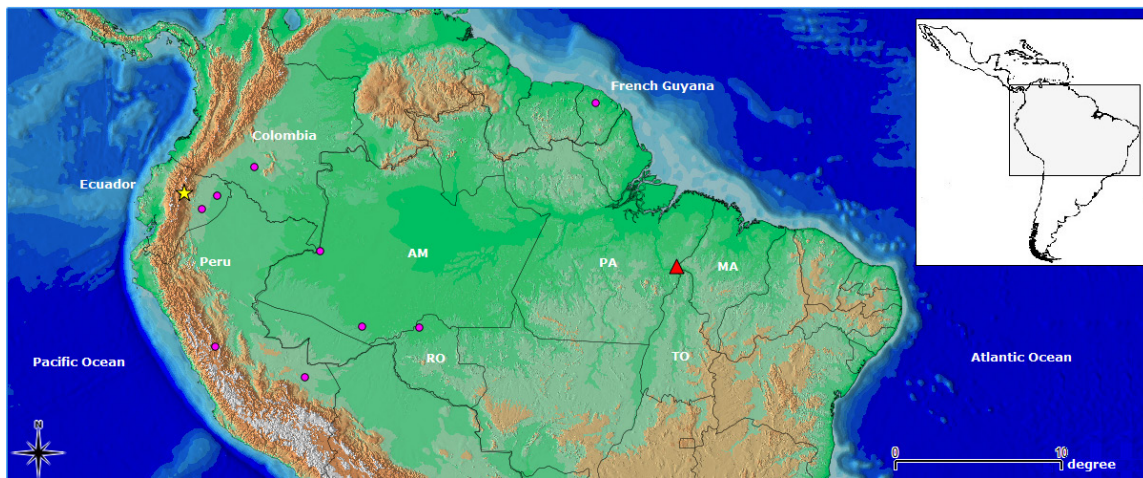 French Guyana
Colombia
Ecuador
AM
PA
MA
Peru
Pacific Ocean
RO
TO
Atlantic Ocean
N
0
10
degree